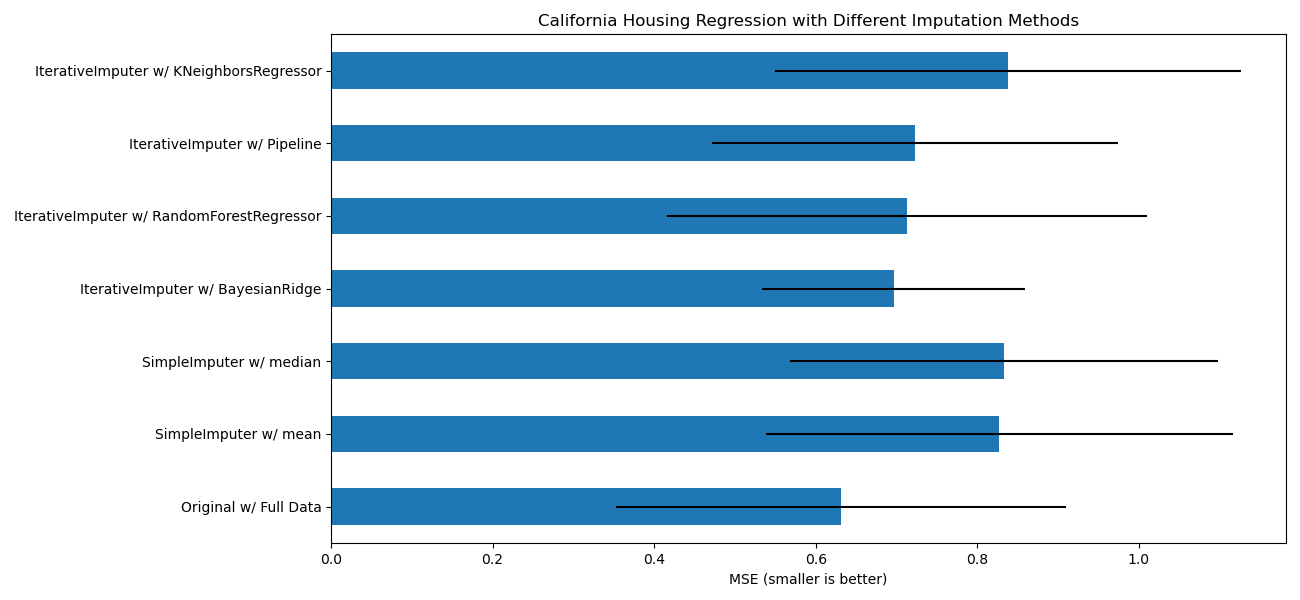 California Housing Regression with Different Imputation Methods
IterativeImputer w/ KNeighborsRegressor
IterativeImputer w/ Pipeline
IterativeImputer w/ RandomForestRegressor
IterativeImputer w/ BayesianRidge
SimpleImputer w/ median
SimpleImputer w/ mean
Original w/ Full Data
0.0 0.2 0.4 0.6 0.8 1.0
MSE (smaller is better)